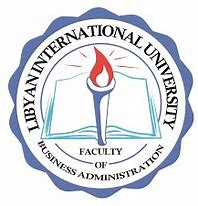 LIBYAN INTERNATIONAL UNIVERSITY
FACULTY
OF
BUSINESS ADMINISTRATION